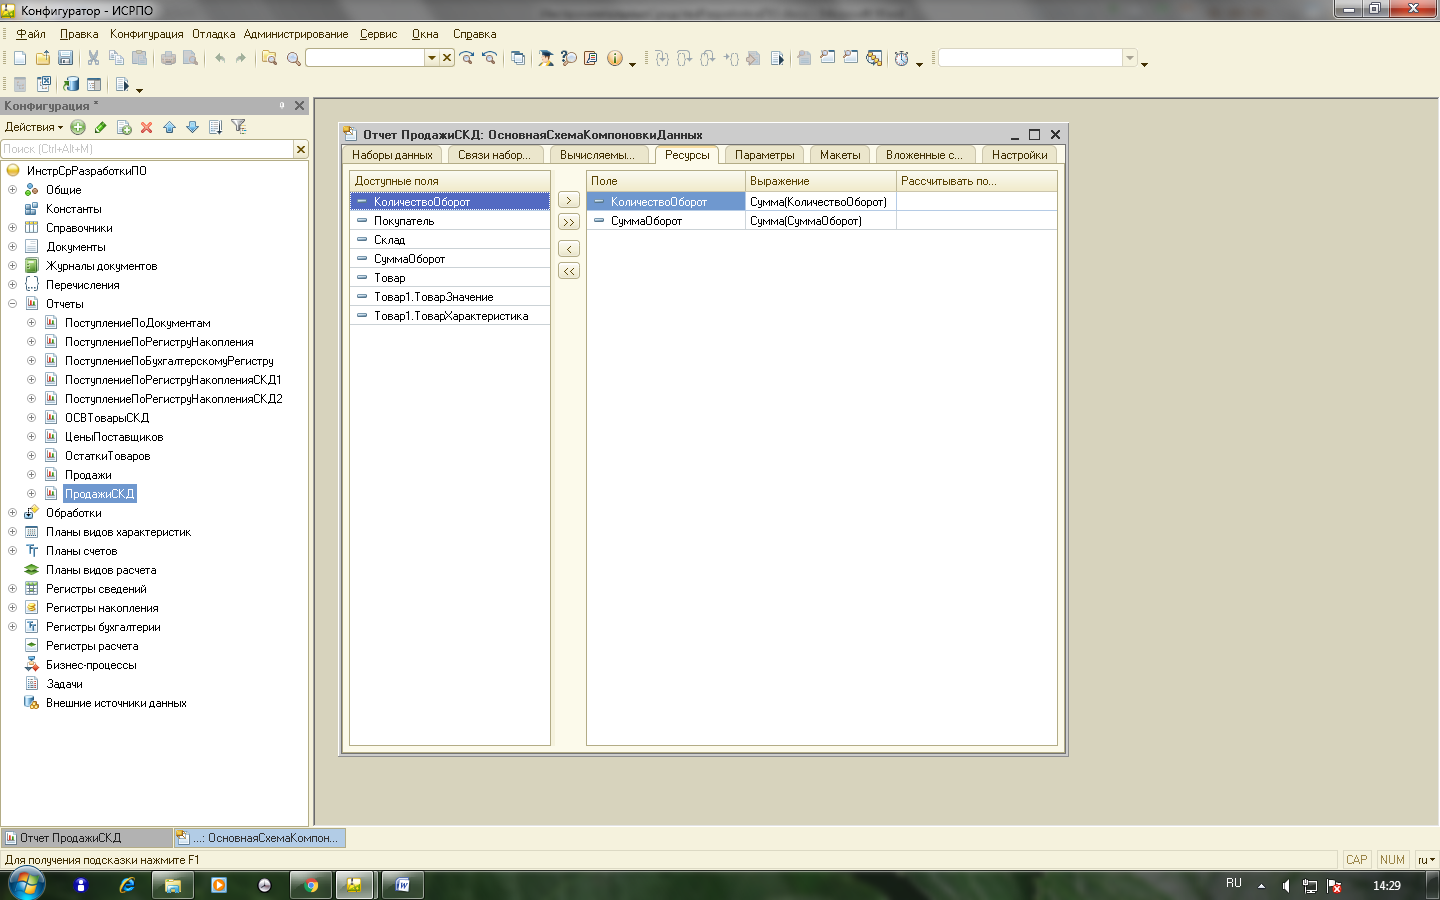 Конфигуратор - ИСРПО
Файл Правка Конфигурация Отладка Администрирование Сервис Окна Справка
Конфигурация *
Действия
Поиск (Ctrl+Alt+M)
ИнстрСрРазработкиПО
Общие
Константы
Справочники
Документы
Журналы документов
Перечисления
Отчеты
ПоступлениеПоДокументам
ПоступлениеПоРегиструНакопления
ПоступлениеПоБухгалтерскомуРегистру
ПоступлениеПоРегиструНакопленияСКД1
ПоступлениеПоРегиструНакопленияСКД2
ОСВТоварыСКД
ЦеныПоставщиков
ОстаткиТоваров
Продажи
ПродажиСКД
Обработки
Планы видов характеристик
Планы счетов
Планы видов расчета
Регистры сведений
Регистры накопления
Регистры бухгалтерии
Регистры расчета
Бизнес-процессы
Задачи
Внешние источники данных
Отчет ПродажиСКД: ОсновнаяСхемаКомпоновкиДанных
Наборы данных Связи набор... Вычисляемы... Ресурсы Параметры Макеты Вложенные с... Настройки
Доступные поля
КоличествоОборот
Покупатель
Склад
СуммаОборот
Товар
Товар1.ТоварЗначение
Товар1.ТоварХарактеристика
> 
>>
<
<<
Поле Выражение Рассчитывать по...
КоличествоОборот Сумма(КоличествоОборот)
СуммаОборот Сумма(СуммаОборот)
Отчет ПродажиСКД ...: ОсновнаяСхемаКомпон...
Для получения подсказки нажмите F1 CAP NUM ru
RU 14:29